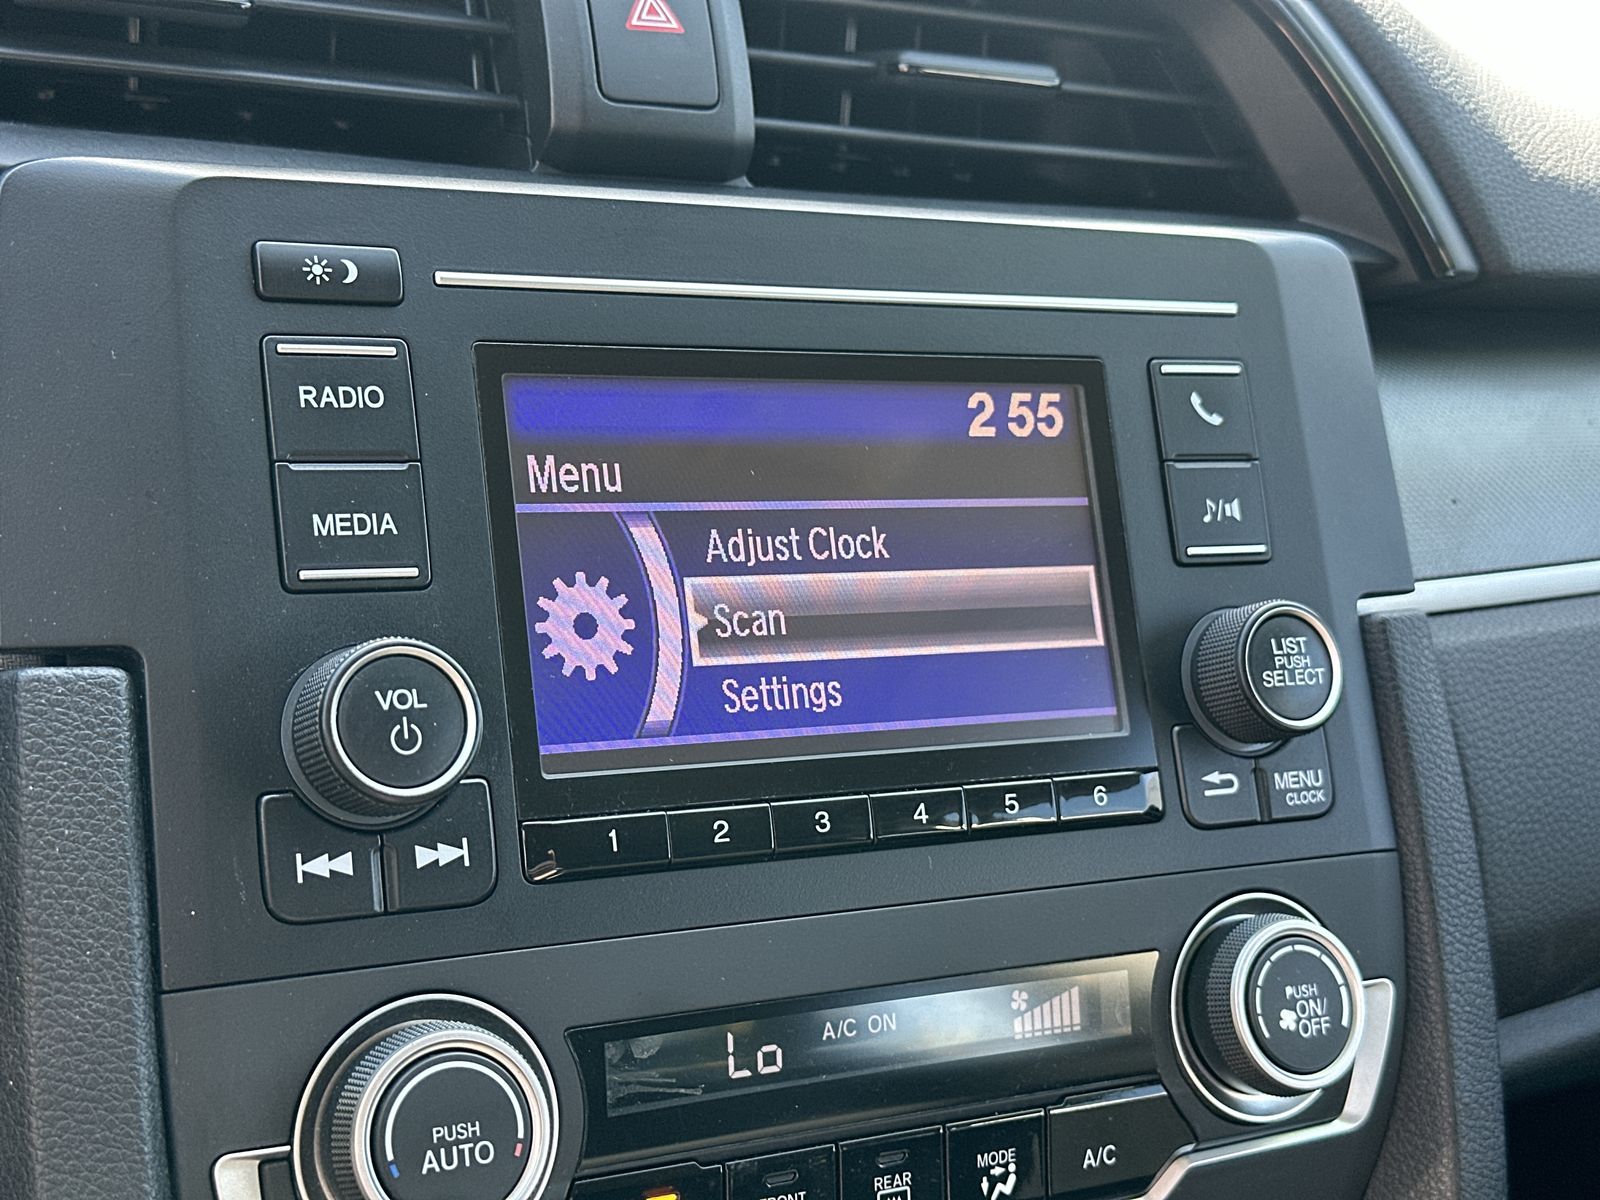 RADIO
MEDIA
VOL
2 55
Menu
Adjust Clock
Scan
Settings
LIST
PUSH
SELECT
MENU
CLOCK
1 2 3 4 5 6
PUSH
AUTO
Lo
A/C ON
PUSH
ON/
OFF
FRONT
REAR
MODE
A/C